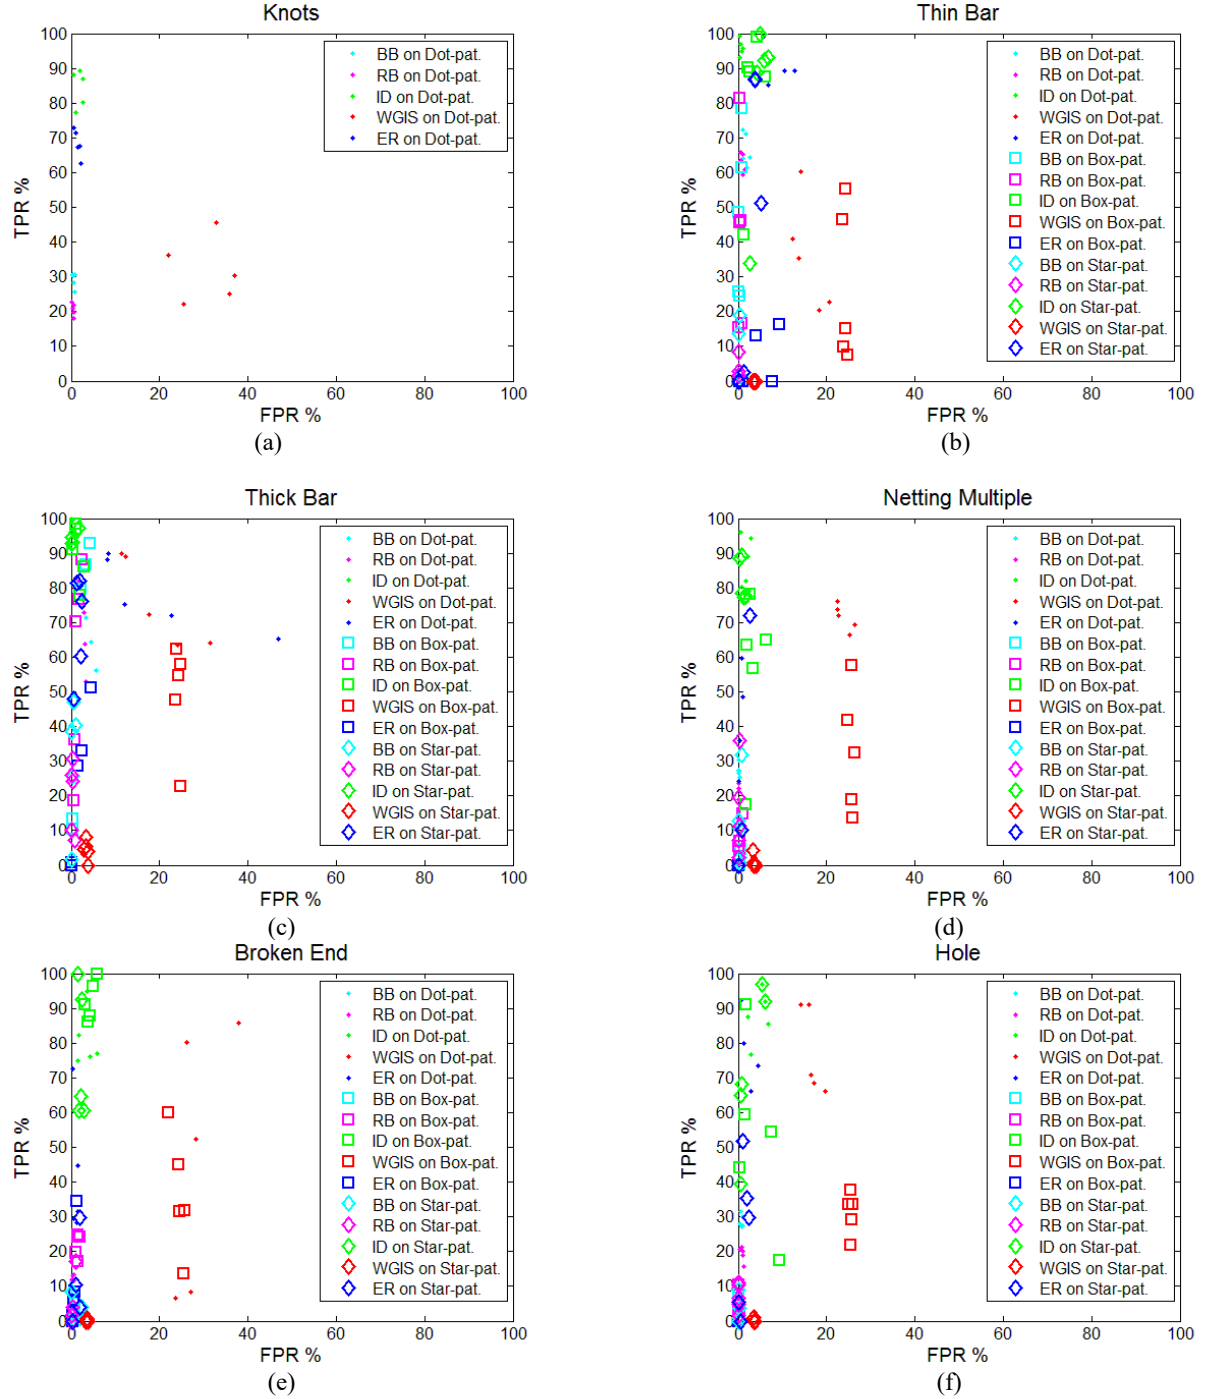 Knots
100
90
80
70
60
50
40
30
20
10
0
TPR %
BB on Dot-pat.
RB on Dot-pat.
ID on Dot-pat.
WGIS on Dot-pat.
ER on Dot-pat.
0 20 40 60 80 100
FPR %
(a)
Thin Bar
100
90
80
70
60
50
40
30
20
10
0
TPR %
BB on Dot-pat.
RB on Dot-pat.
ID on Dot-pat.
WGIS on Dot-pat.
ER on Dot-pat.
BB on Box-pat.
RB on Box-pat.
ID on Box-pat.
WGIS on Box-pat.
ER on Box-pat.
BB on Star-pat.
RB on Star-pat.
ID on Star-pat.
WGIS on Star-pat.
ER on Star-pat.
0 20 40 60 80 100
FPR %
(b)
Thick Bar
100
90
80
70
60
50
40
30
20
10
0
TPR %
BB on Dot-pat.
RB on Dot-pat.
ID on Dot-pat.
WGIS on Dot-pat.
ER on Dot-pat.
BB on Box-pat.
RB on Box-pat.
ID on Box-pat.
WGIS on Box-pat.
ER on Box-pat.
BB on Star-pat.
RB on Star-pat.
ID on Star-pat.
WGIS on Star-pat.
ER on Star-pat.
0 20 40 60 80 100
FPR %
(c)
Netting Multiple
100
90
80
70
60
50
40
30
20
10
0
TPR %
BB on Dot-pat.
RB on Dot-pat.
ID on Dot-pat.
WGIS on Dot-pat.
ER on Dot-pat.
BB on Box-pat.
RB on Box-pat.
ID on Box-pat.
WGIS on Box-pat.
ER on Box-pat.
BB on Star-pat.
RB on Star-pat.
ID on Star-pat.
WGIS on Star-pat.
ER on Star-pat.
0 20 40 60 80 100
FPR %
(d)
Broken End
100
90
80
70
60
50
40
30
20
10
0
TPR %
BB on Dot-pat.
RB on Dot-pat.
ID on Dot-pat.
WGIS on Dot-pat.
ER on Dot-pat.
BB on Box-pat.
RB on Box-pat.
ID on Box-pat.
WGIS on Box-pat.
ER on Box-pat.
BB on Star-pat.
RB on Star-pat.
ID on Star-pat.
WGIS on Star-pat.
ER on Star-pat.
0 20 40 60 80 100
FPR %
(e)
Hole
100
90
80
70
60
50
40
30
20
10
0
TPR %
BB on Dot-pat.
RB on Dot-pat.
ID on Dot-pat.
WGIS on Dot-pat.
ER on Dot-pat.
BB on Box-pat.
RB on Box-pat.
ID on Box-pat.
WGIS on Box-pat.
ER on Box-pat.
BB on Star-pat.
RB on Star-pat.
ID on Star-pat.
WGIS on Star-pat.
ER on Star-pat.
0 20 40 60 80 100
FPR %
(f)